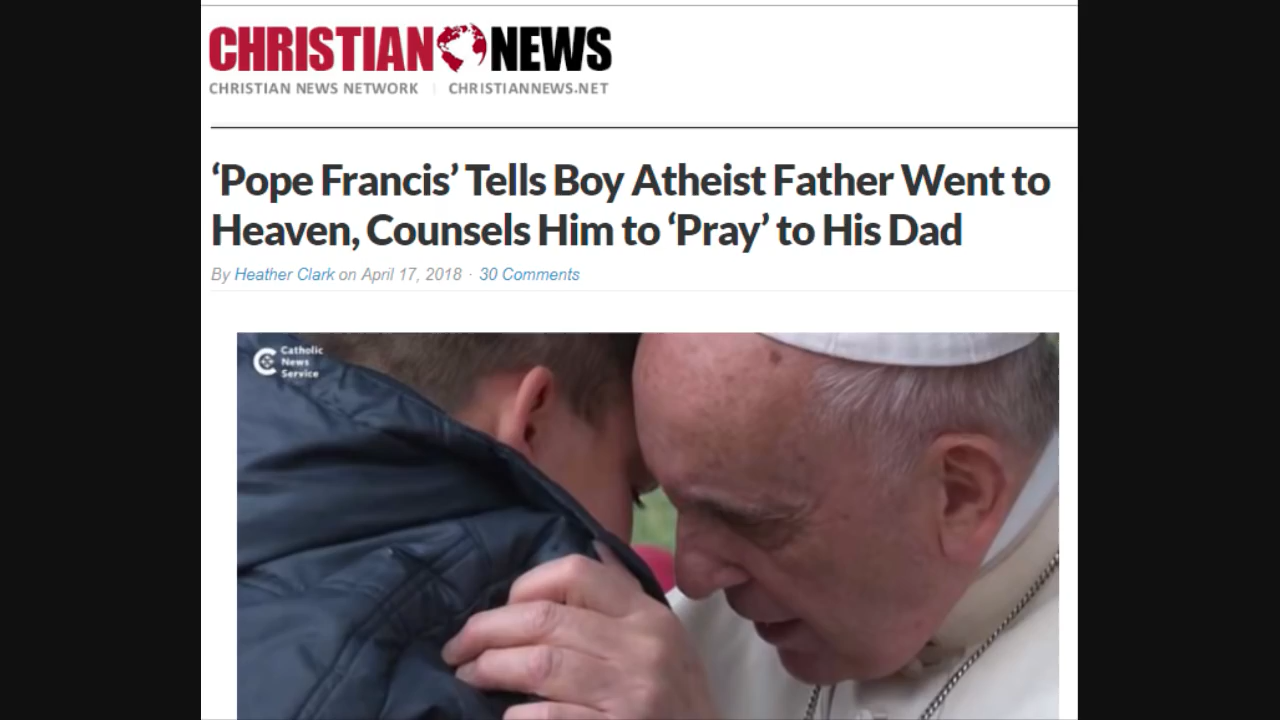 CHRISTIAN NEWS
CHRISTIAN NEWS NETWORK | CHRISTIANNEWS.NET
‘Pope Francis’ Tells Boy Atheist Father Went to
Heaven, Counsels Him to ‘Pray’ to His Dad
By Heather Clark on April 17, 2018 · 30 Comments
Catholic
News
Service